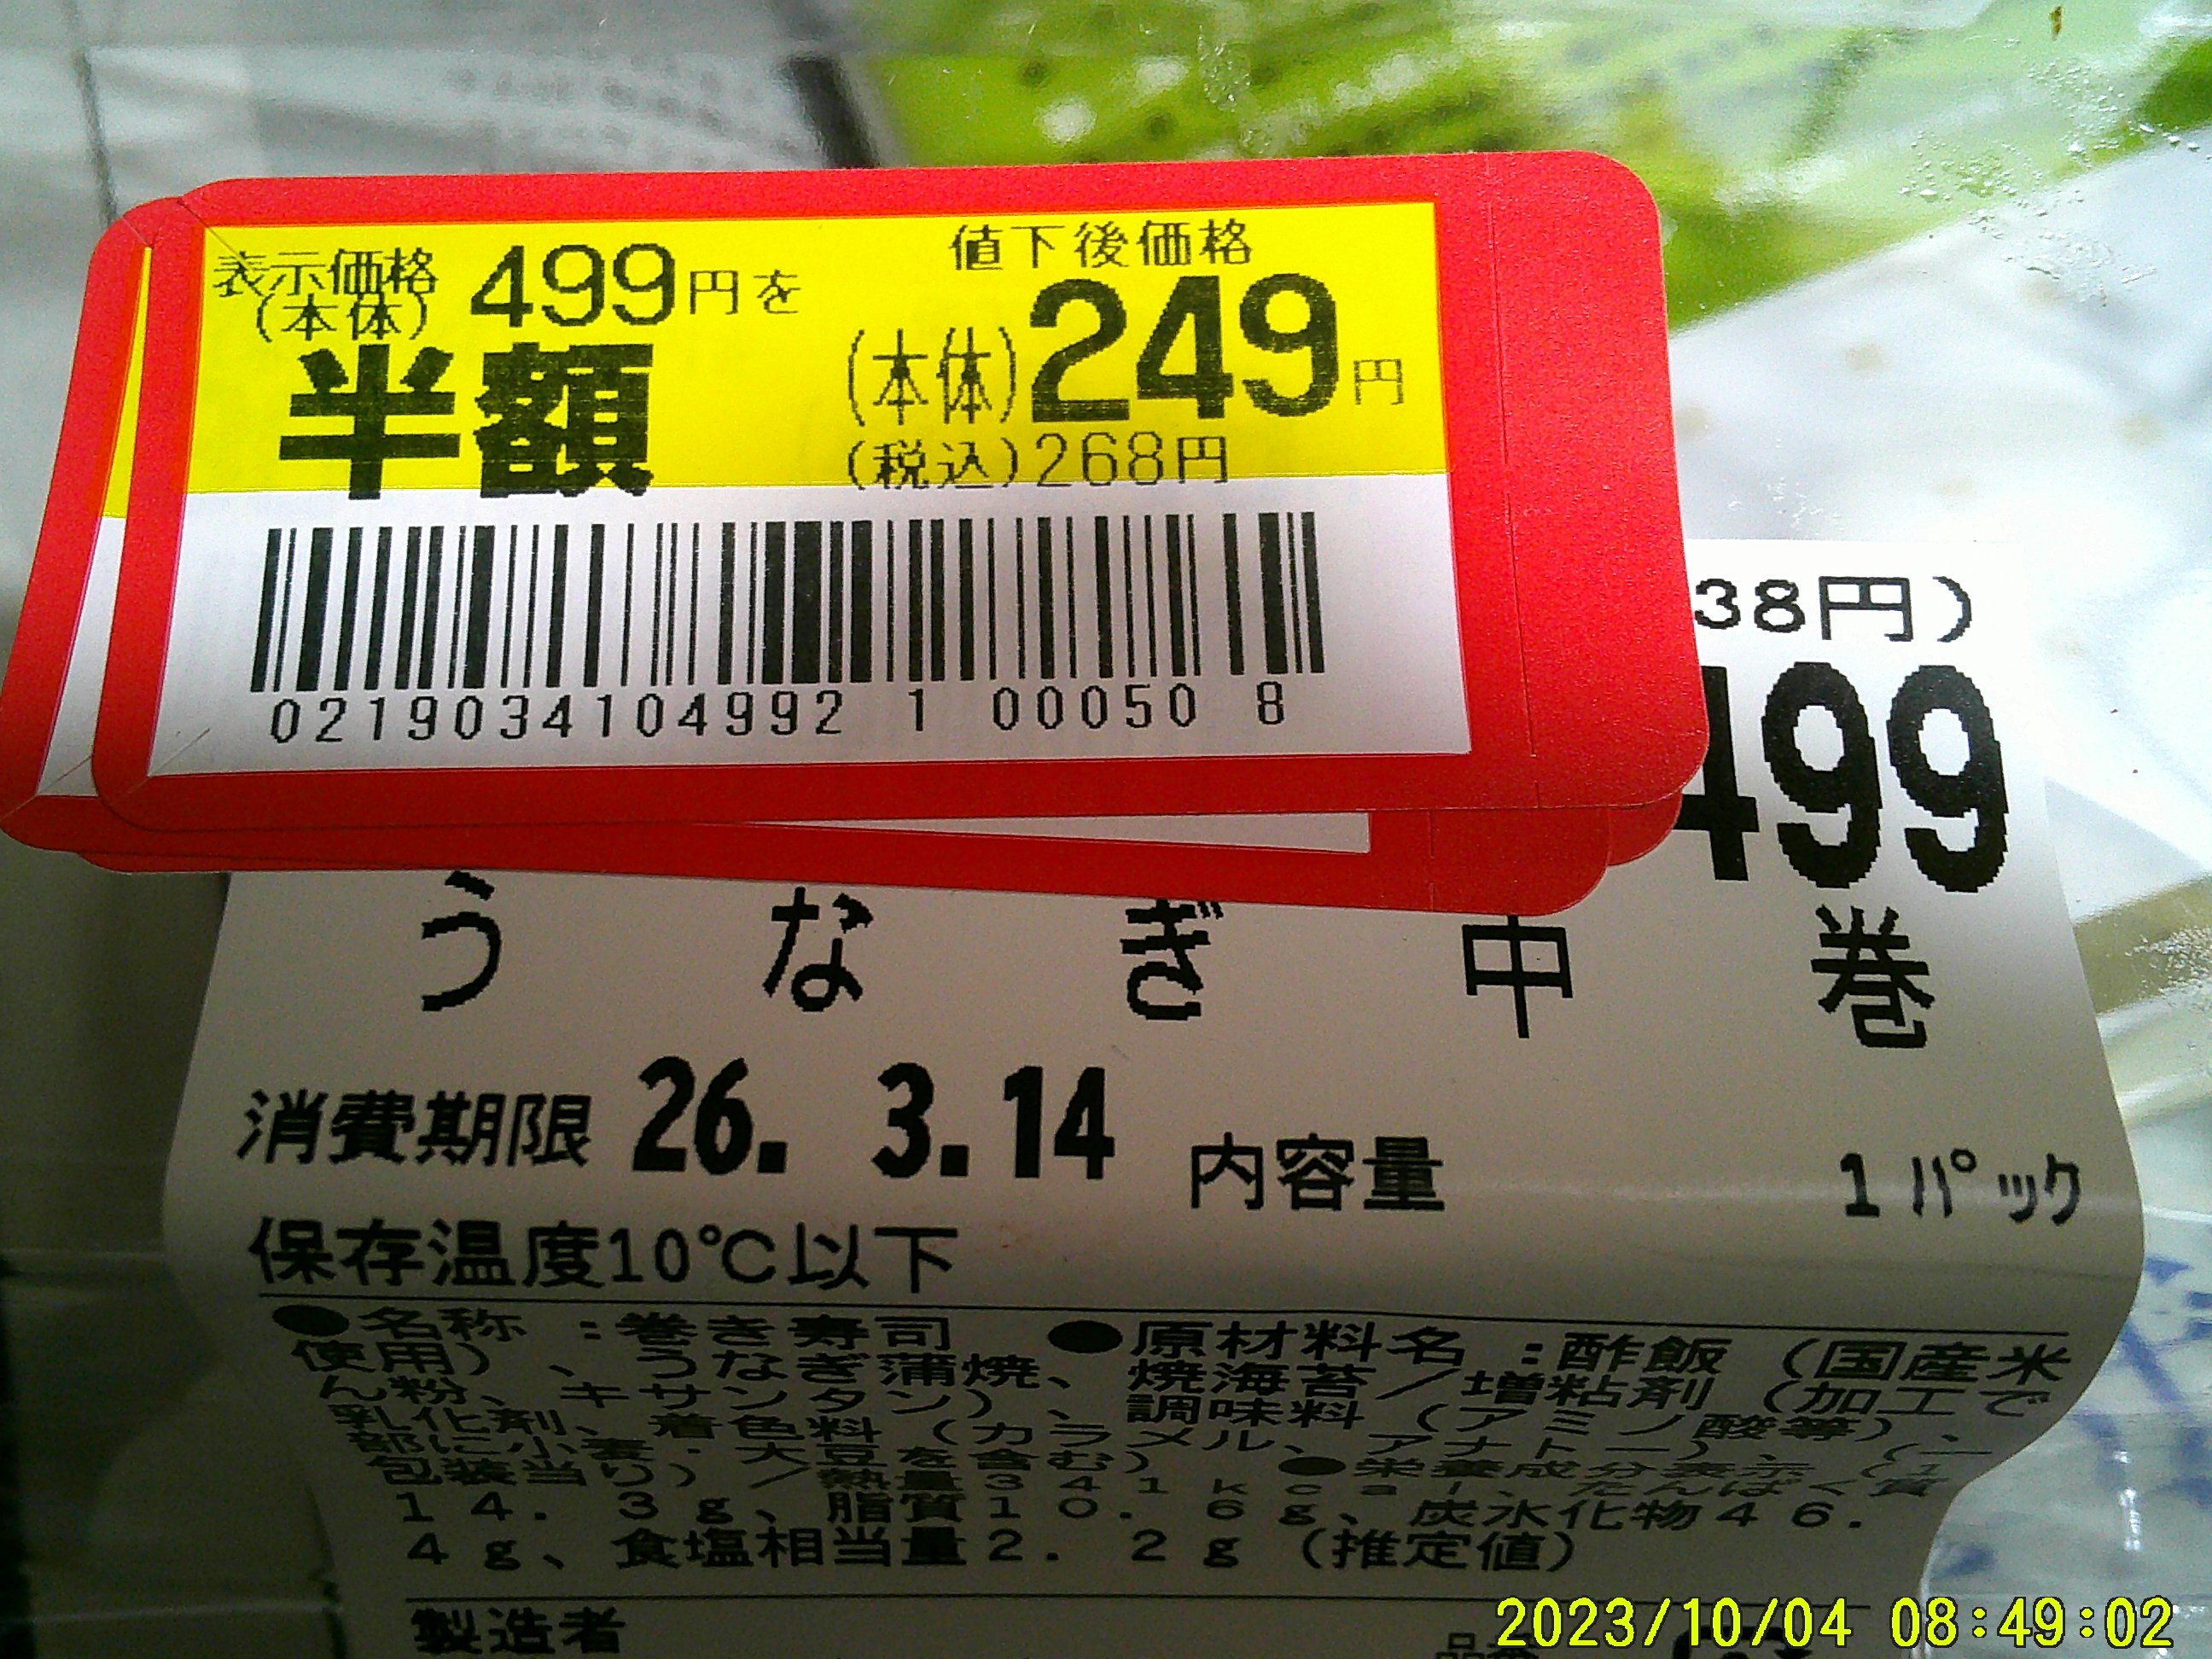 表示価格
(本体)
499円を
半額
値下後価格
(本体)249円
(税込)268円
0219034104992 1 00050 8
38円)
499
うなぎ中巻
消費期限 26. 3.14 内容量 1パック
保存温度10℃以下
●名称:巻き寿司 ●原材料名:酢飯(国産米
使用)、うなぎ蒲焼、焼海苔/増粘剤(加工で
ん粉、キサンタン)、調味料(アミノ酸等)、
乳化剤、着色料(カラメル、アナトー)、(一
部に小麦・大豆を含む) ●栄養成分表示(1
包装当り)/熱量341kcal、たんぱく質
14.3g、脂質10.6g、炭水化物46.
4g、食塩相当量2.2g(推定値)
製造者
2023/10/04 08:49:02